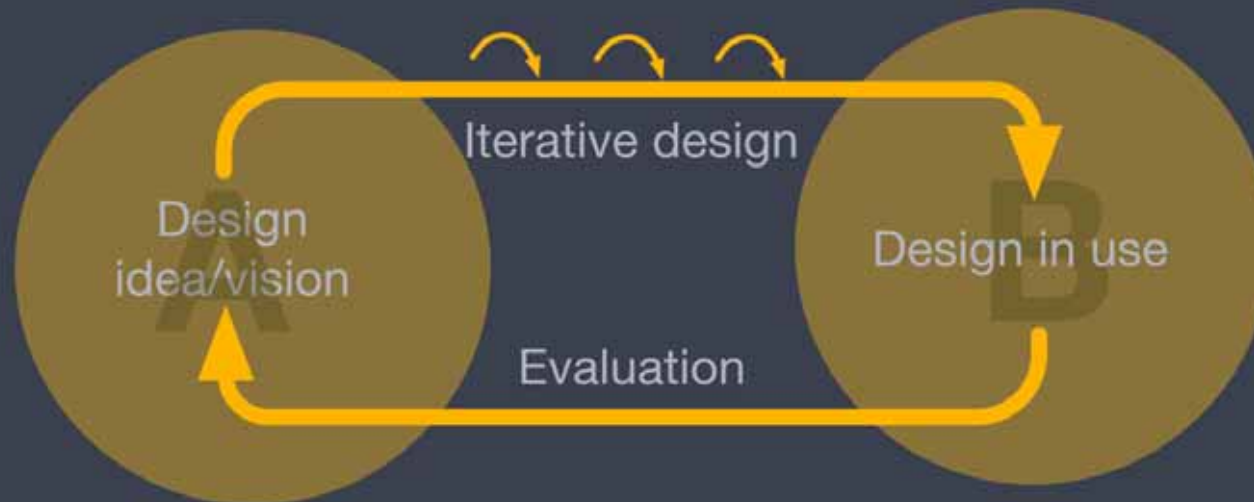 Iterative design
A
Design
idea/vision
B
Design in use
Evaluation